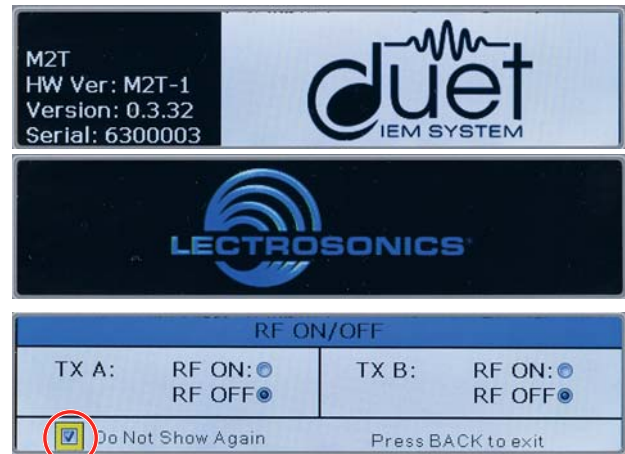 M2T
HW Ver: M2T-1
Version: 0.3.32
Serial: 6300003
duet
IEM SYSTEM
LECTROSONICS
RF ON/OFF
TX A: RF ON:
RF OFF
TX B: RF ON:
RF OFF
Do Not Show Again
Press BACK to exit